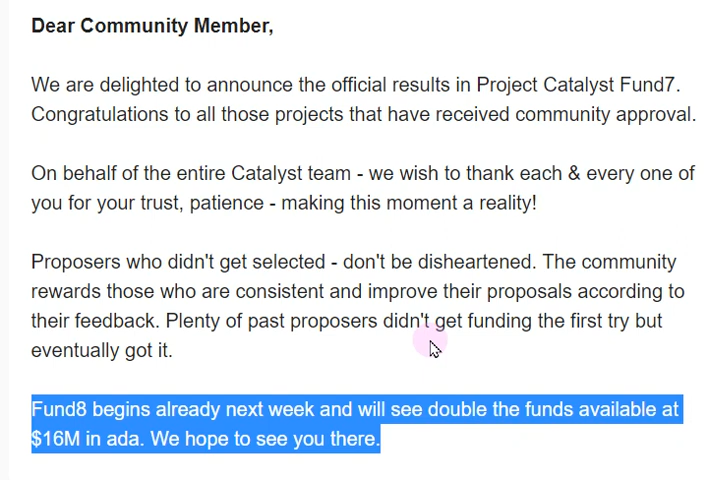 Dear Community Member,
We are delighted to announce the official results in Project Catalyst Fund7.
Congratulations to all those projects that have received community approval.
On behalf of the entire Catalyst team - we wish to thank each & every one of
you for your trust, patience - making this moment a reality!
Proposers who didn't get selected - don't be disheartened. The community
rewards those who are consistent and improve their proposals according to
their feedback. Plenty of past proposers didn't get funding the first try but
eventually got it.
Fund8 begins already next week and will see double the funds available at
$16M in ada. We hope to see you there.